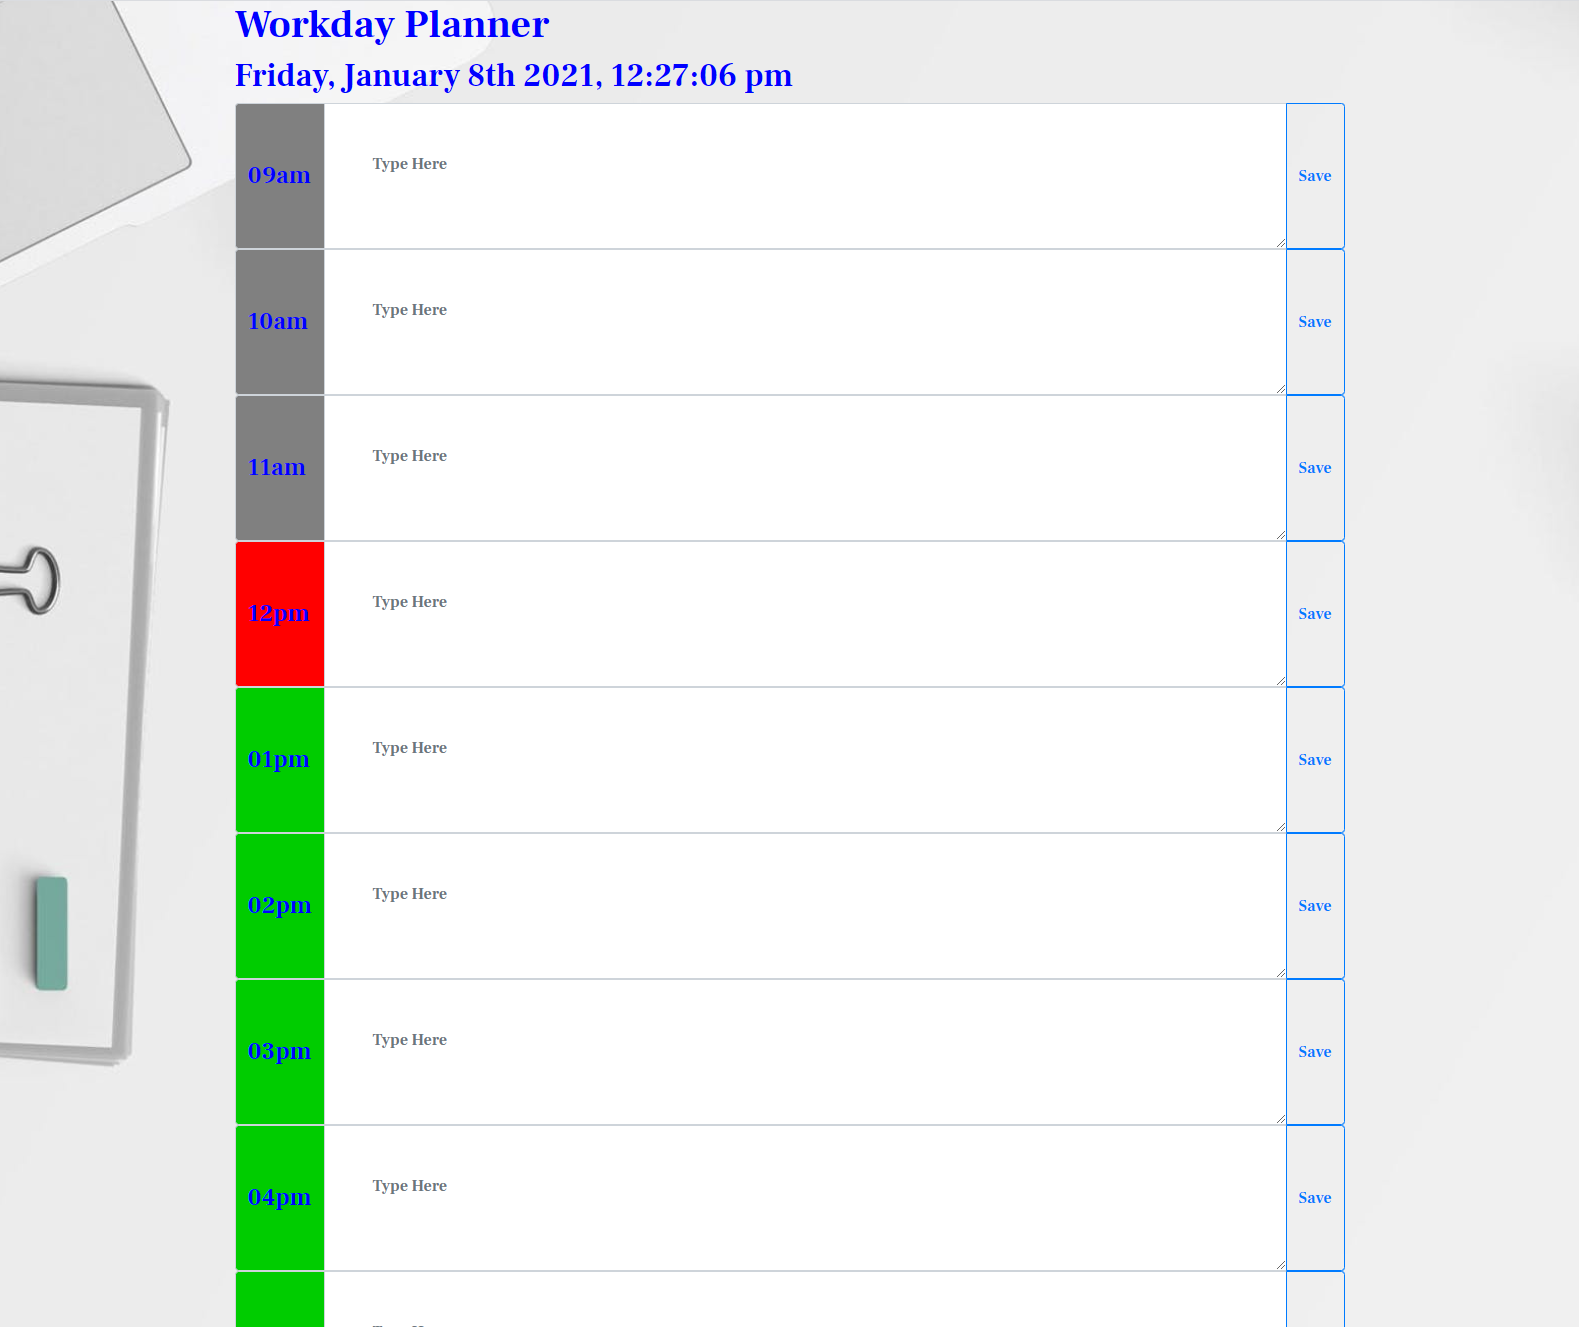 Workday Planner
Friday, January 8th 2021, 12:27:06 pm
09am Type Here Save
10am Type Here Save
11am Type Here Save
12pm Type Here Save
01pm Type Here Save
02pm Type Here Save
03pm Type Here Save
04pm Type Here Save